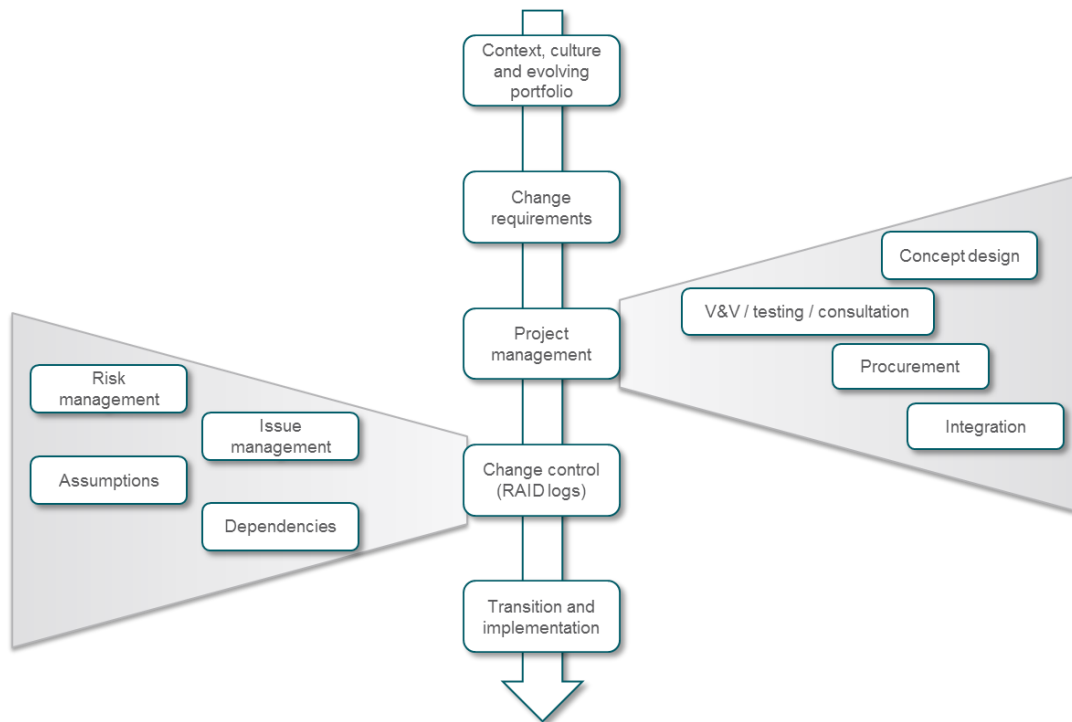 Context, culture
and evolving
portfolio
Change
requirements
Concept design
V&V / testing / consultation
Project
management
Procurement
Risk
management
Issue
management
Integration
Change control
(RAID logs)
Assumptions
Dependencies
Transition and
implementation